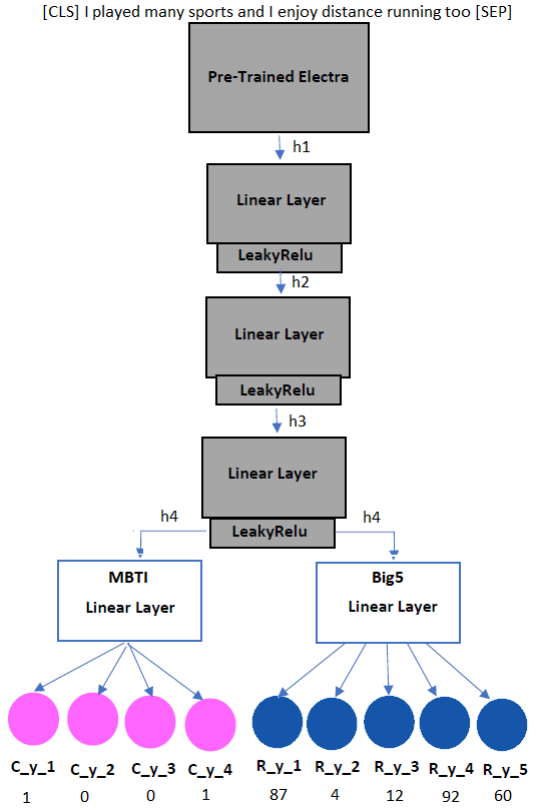 [CLS] I played many sports and I enjoy distance running too [SEP]
Pre-Trained Electra
h1
Linear Layer
LeakyRelu
h2
Linear Layer
LeakyRelu
h3
Linear Layer
LeakyRelu
h4 h4
MBTI
Linear Layer
Big5
Linear Layer
C_y_1 C_y_2 C_y_3 C_y_4 R_y_1 R_y_2 R_y_3 R_y_4 R_y_5
1 0 0 1 87 4 12 92 60